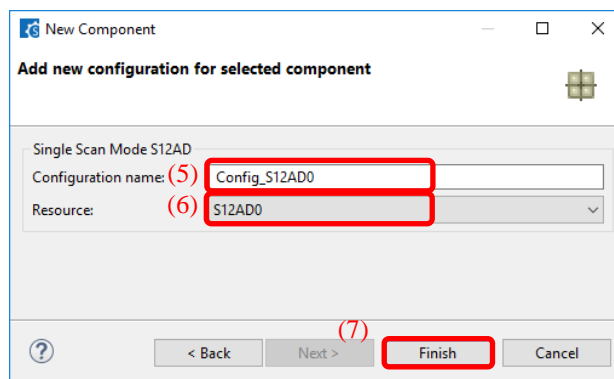 New Component
Add new configuration for selected component
Single Scan Mode S12AD
Configuration name: (5) Config_S12AD0
Resource: (6) S12AD0
(7)
? < Back Next > Finish Cancel